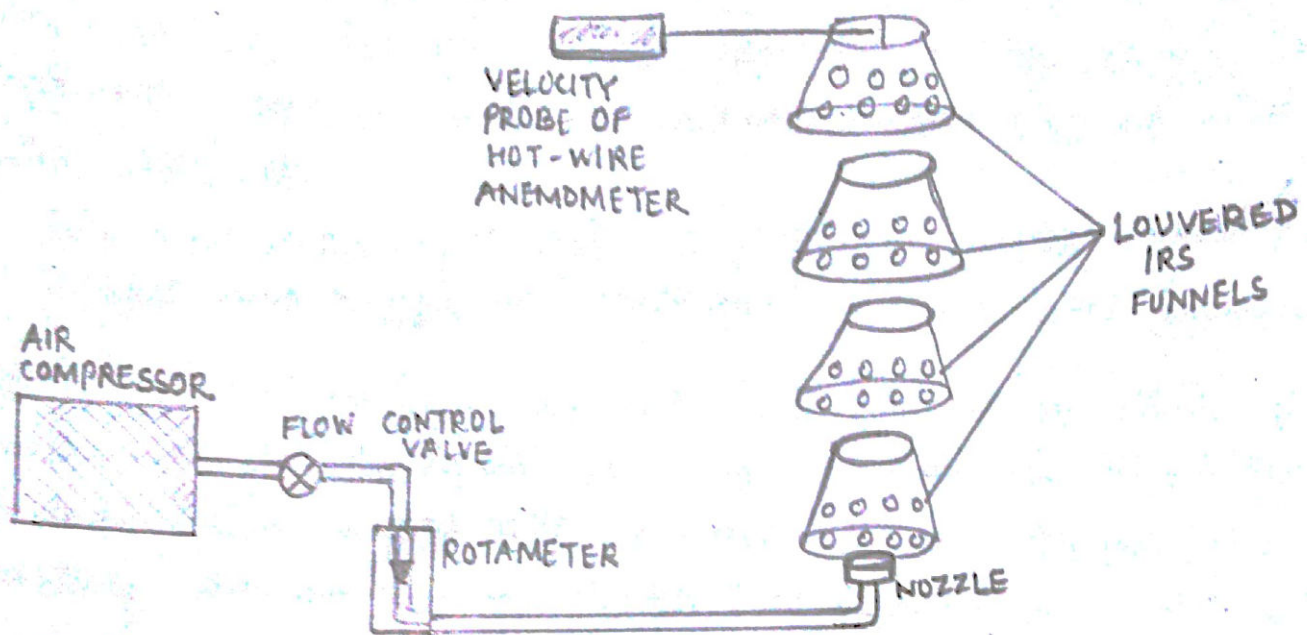 VELOCITY
PROBE OF
HOT-WIRE
ANEMOMETER
LOUVERED
IRS
FUNNELS
AIR
COMPRESSOR
FLOW CONTROL
VALVE
ROTAMETER
NOZZLE